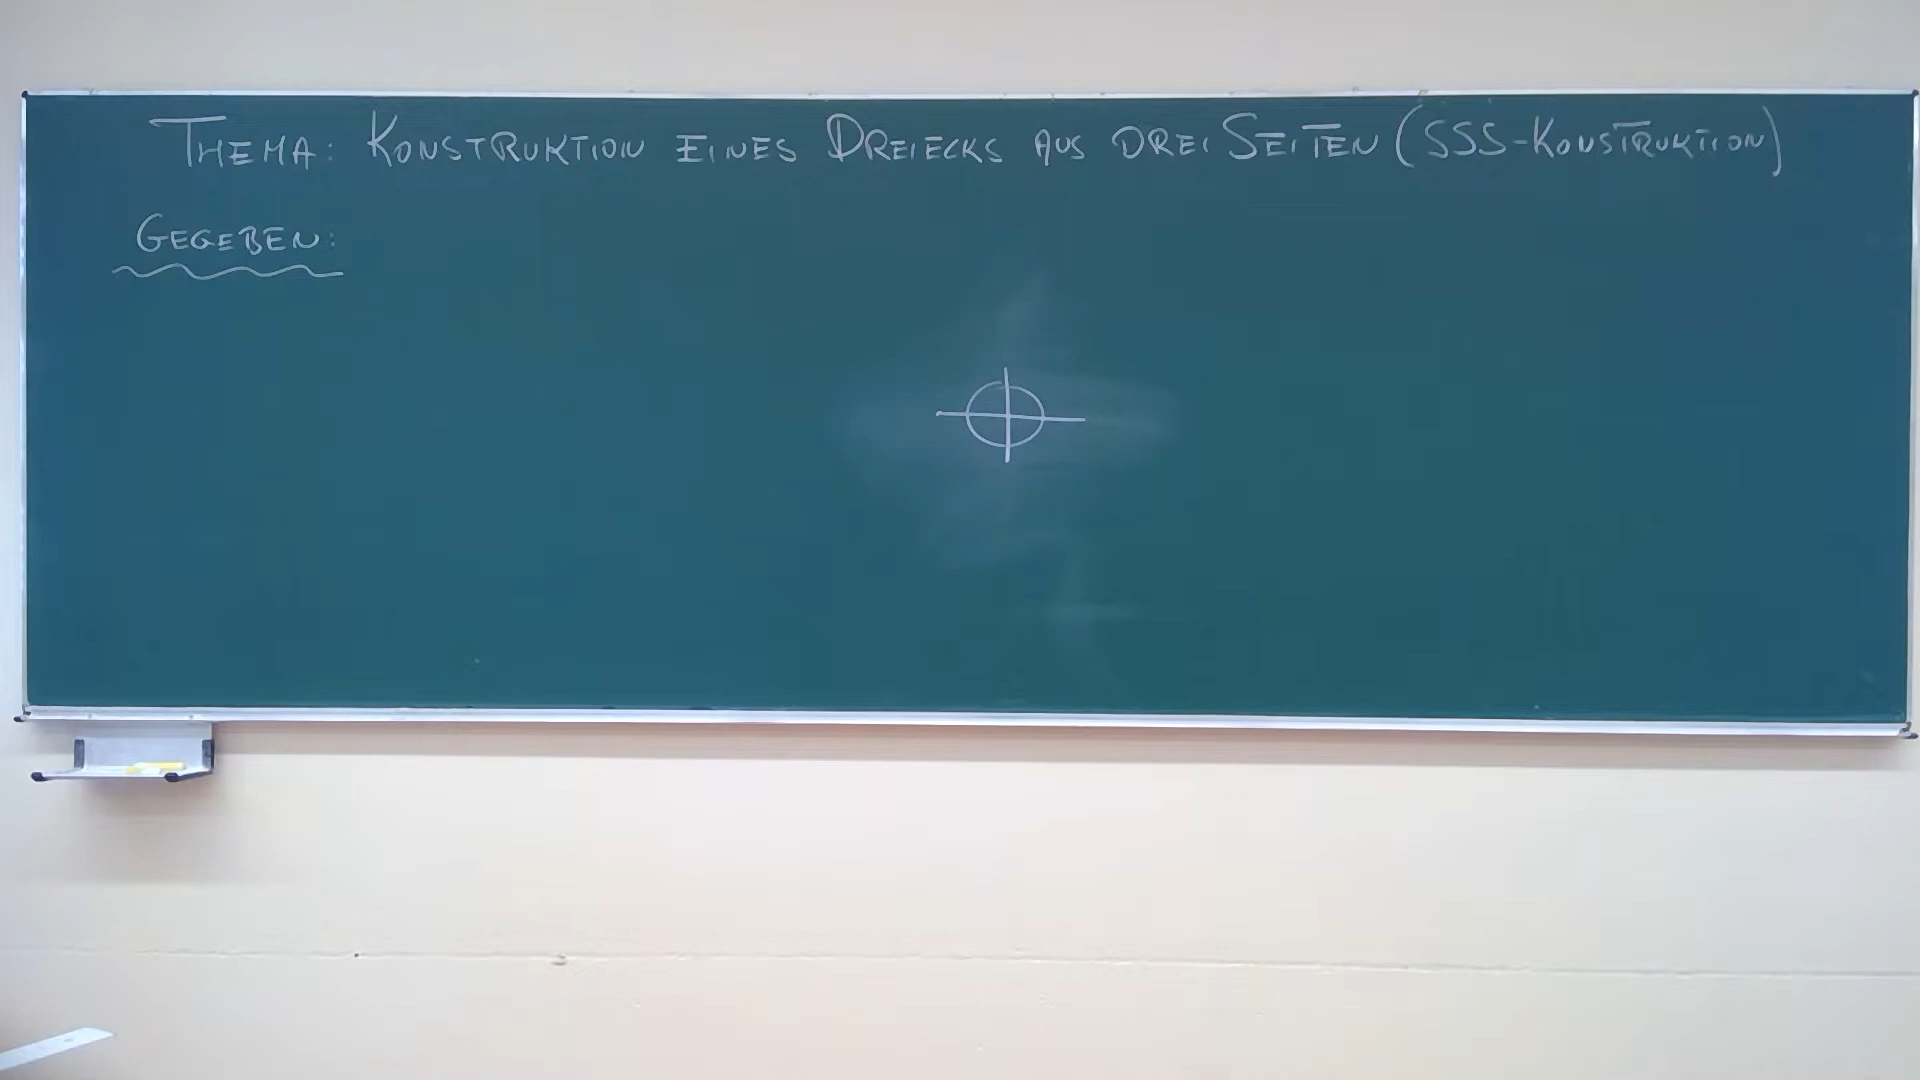 THEMA: KONSTRUKTION EINES DREIECKS AUS DREI SEITEN (SSS-KONSTRUKTION)
GEGEBEN: